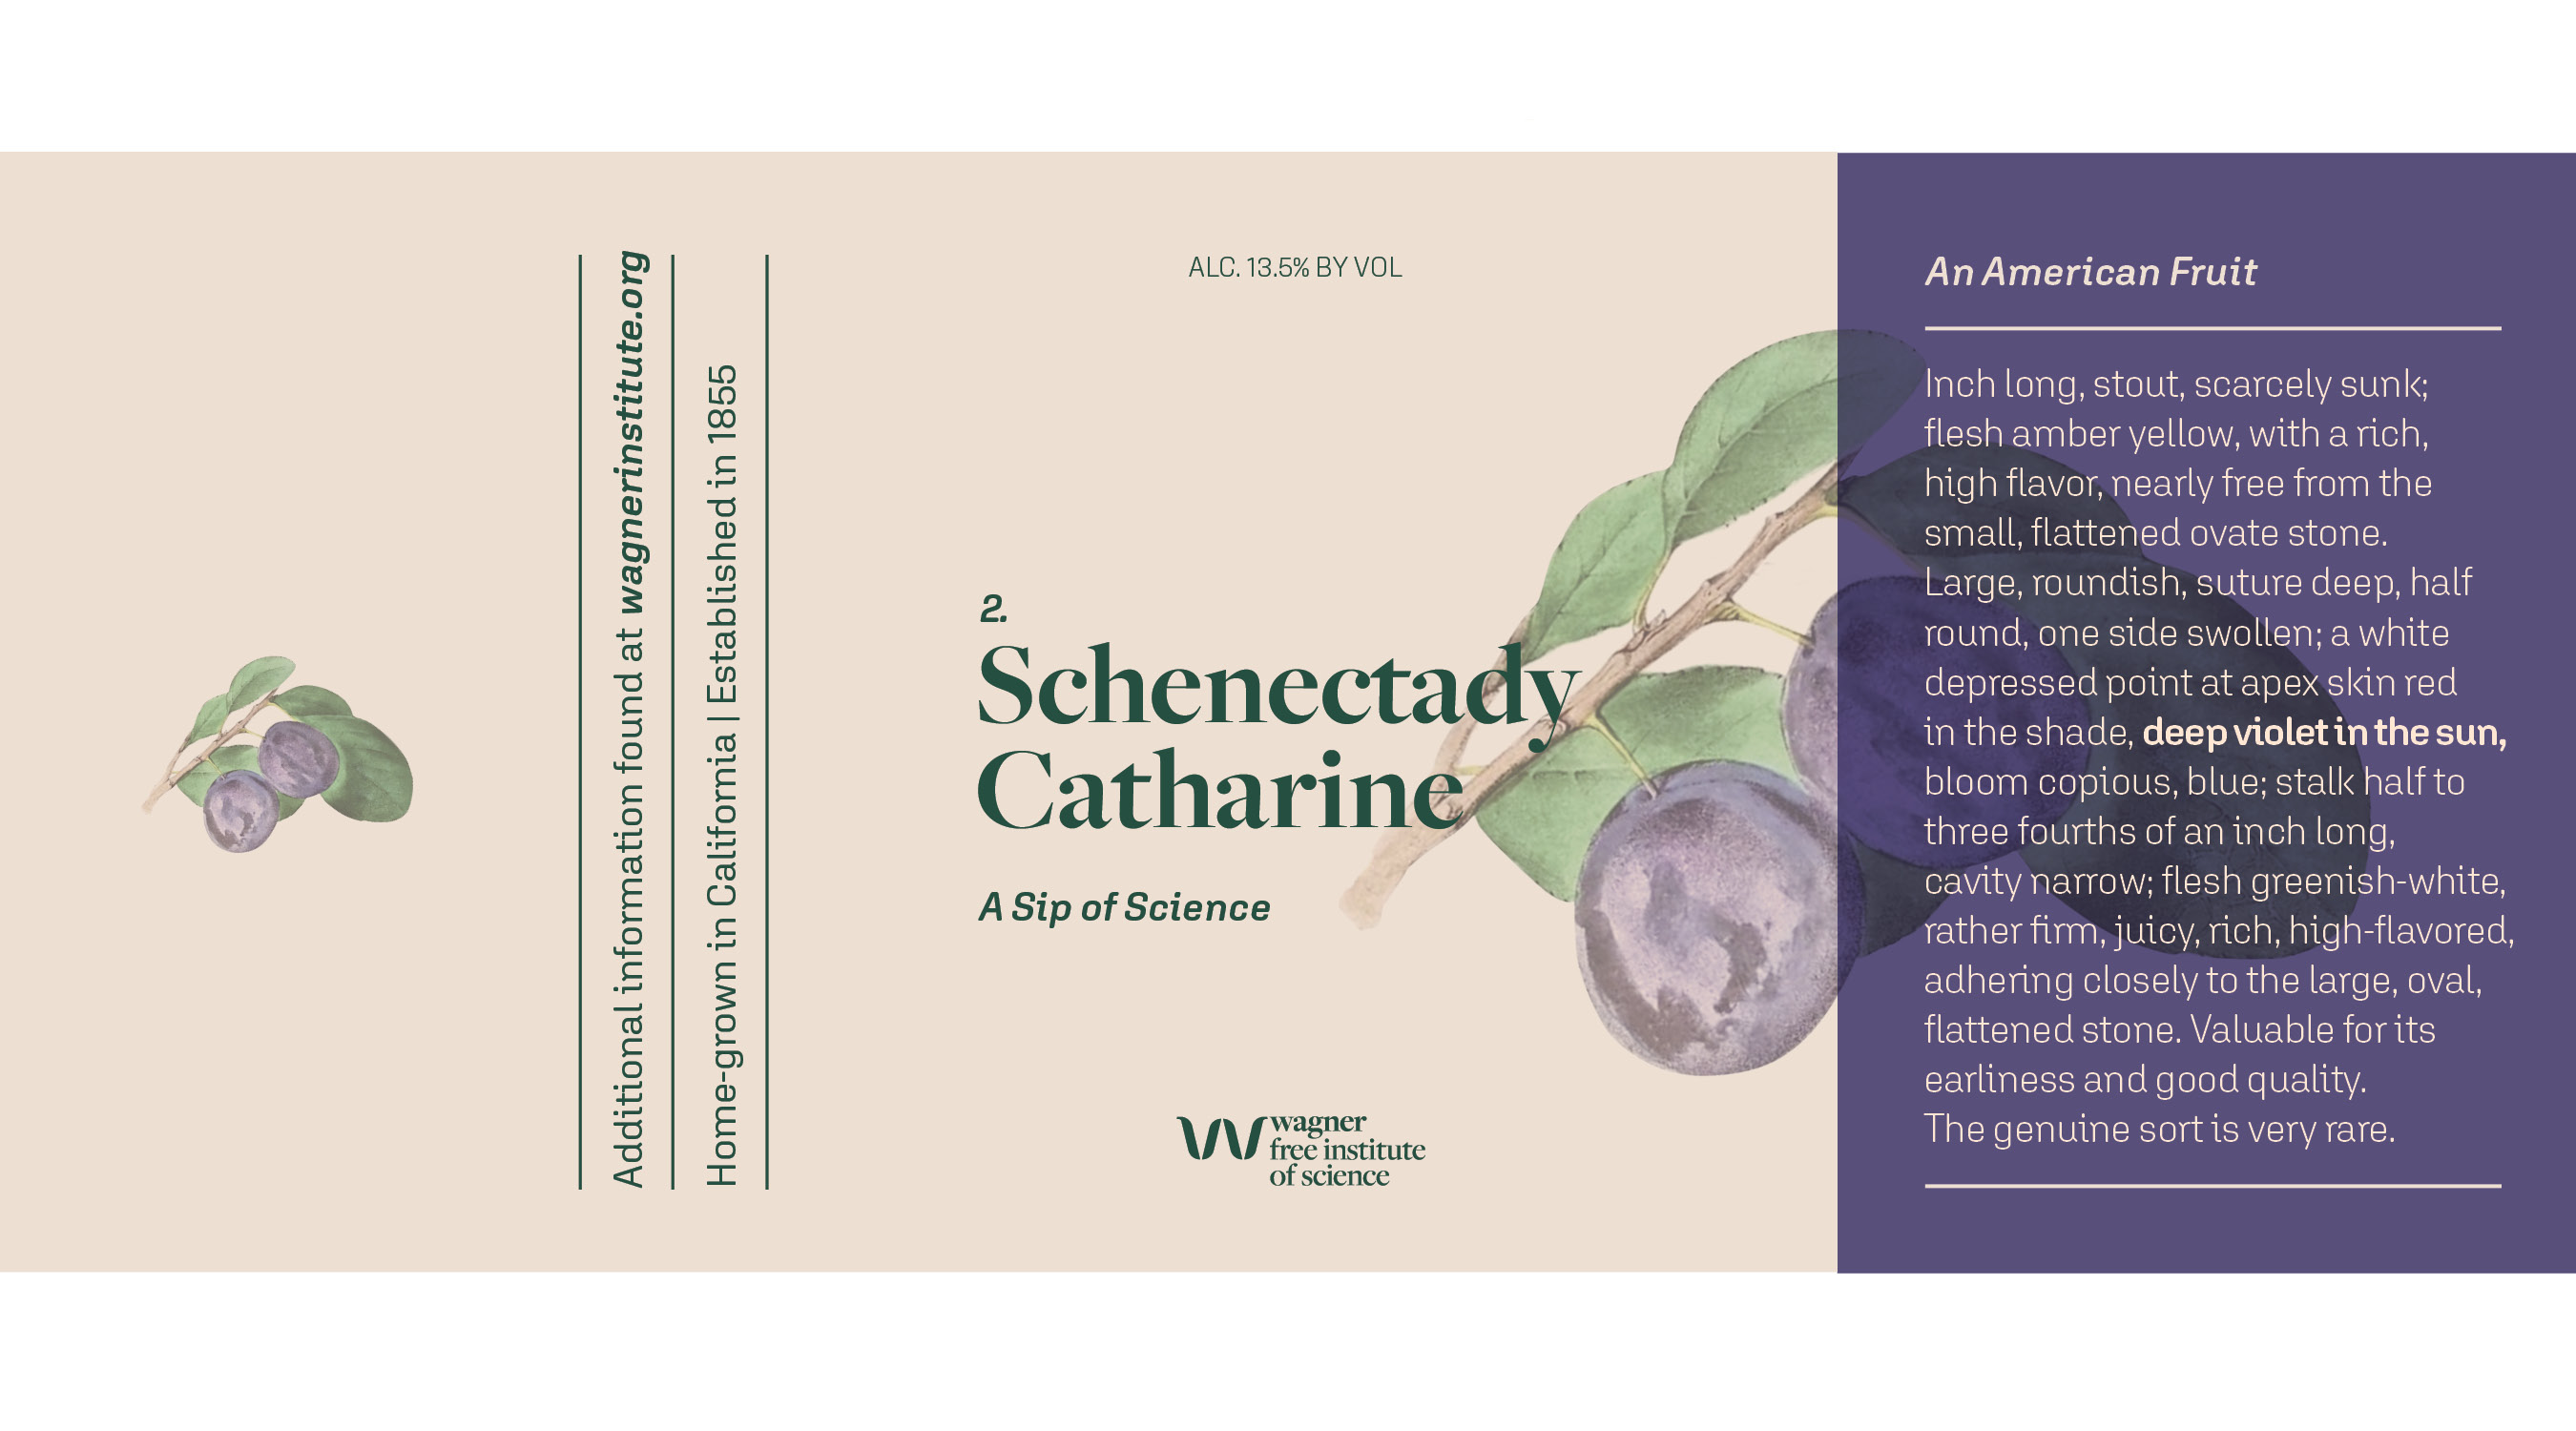 Additional information found at wagnerinstitute.org
Home-grown in California | Established in 1855
ALC. 13.5% BY VOL
2.
Schenectady
Catharine
A Sip of Science
wagner
free institute
of science
An American Fruit
Inch long, stout, scarcely sunk;
flesh amber yellow, with a rich,
high flavor, nearly free from the
small, flattened ovate stone.
Large, roundish, suture deep, half
round, one side swollen; a white
depressed point at apex skin red
in the shade, deep violet in the sun,
bloom copious, blue; stalk half to
three fourths of an inch long,
cavity narrow; flesh greenish-white,
rather firm, juicy, rich, high-flavored,
adhering closely to the large, oval,
flattened stone. Valuable for its
earliness and good quality.
The genuine sort is very rare.